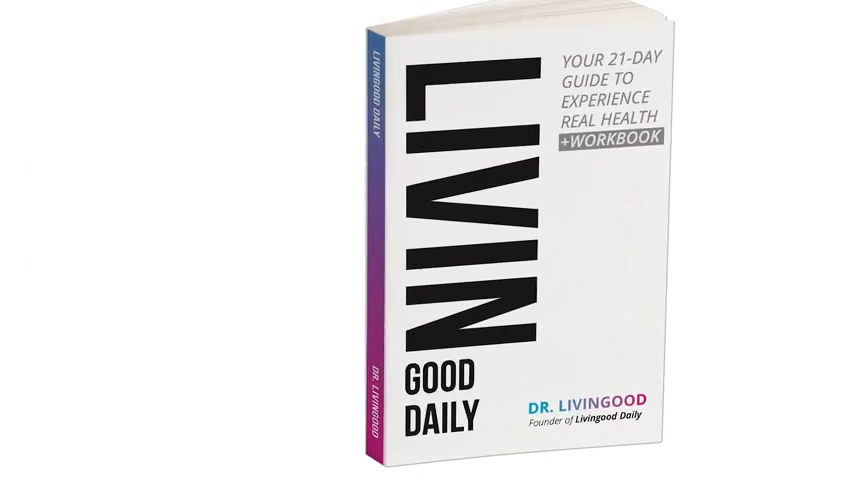 LIVINGOOD DAILY
DR. LIVINGOOD
LIVIN
GOOD
DAILY
YOUR 21-DAY
GUIDE TO
EXPERIENCE
REAL HEALTH
+WORKBOOK
DR. LIVINGOOD
Founder of Livingood Daily